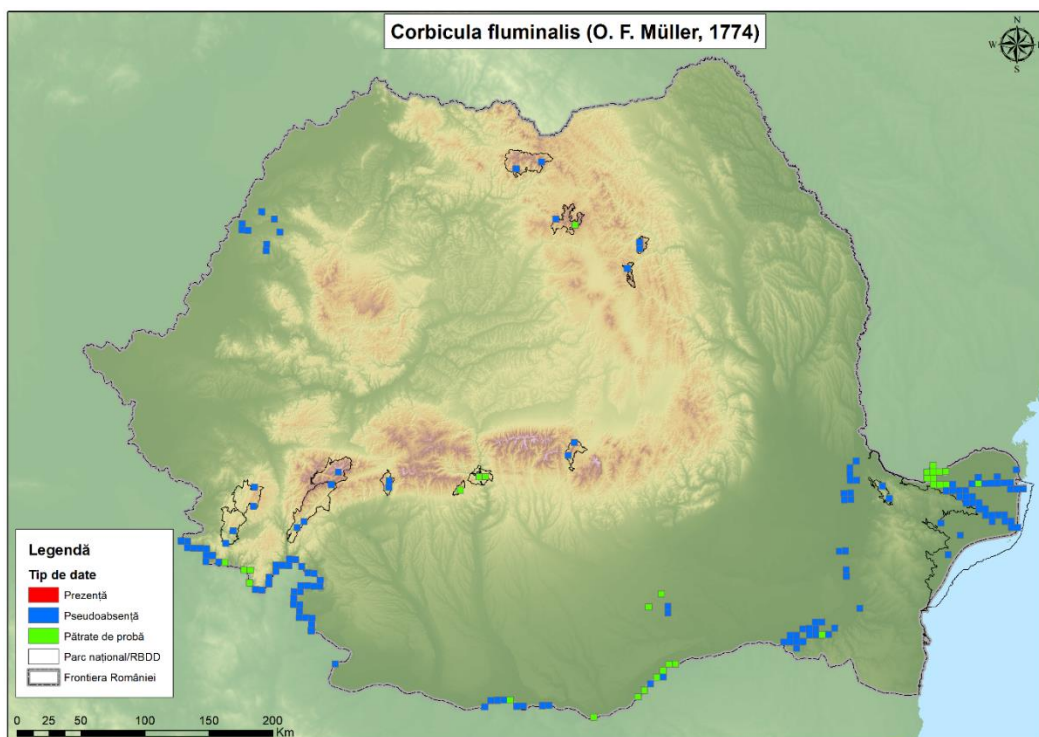 Corbicula fluminalis (O. F. Müller, 1774)
N
W
S
Legendă
Tip de date
Prezență
Pseudoabsență
Pătrate de probă
Parc național/RBDD
Frontiera României
0 25 50 100 150 200
Km